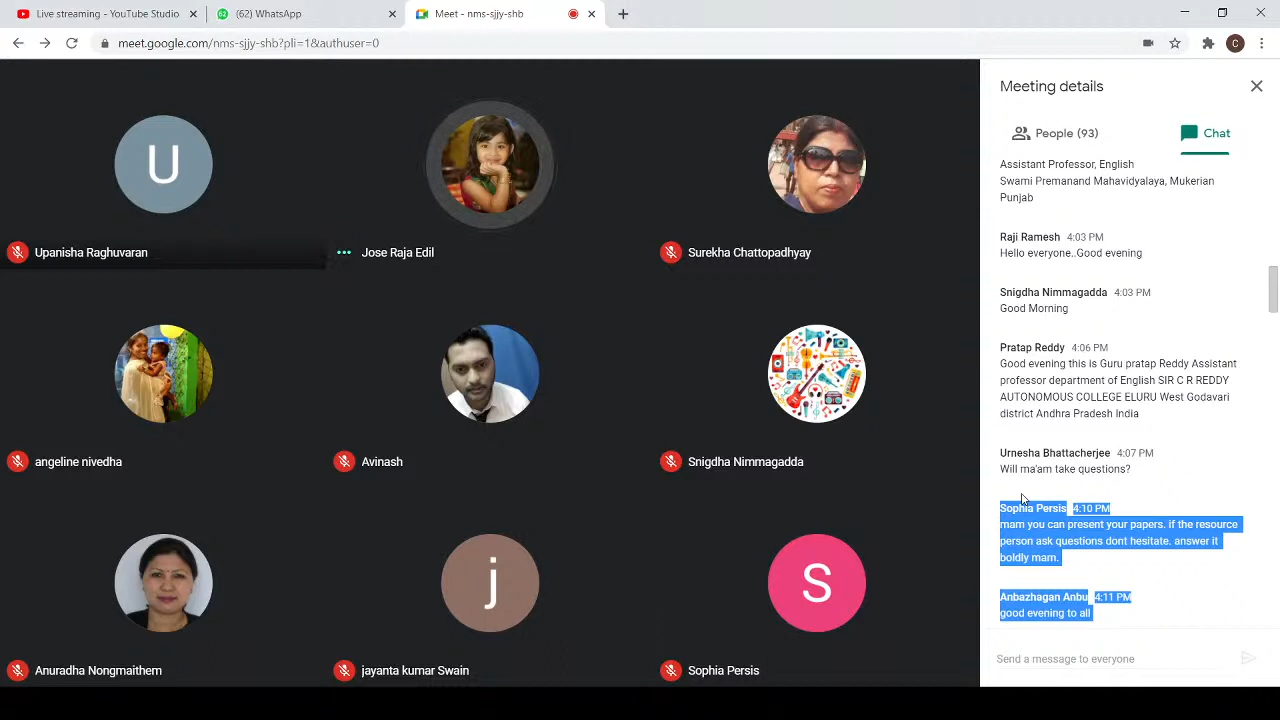 Live streaming - YouTube Studio
(62) WhatsApp
Meet - nms-sjjy-shb
meet.google.com/nms-sjjy-shb?pli=1&authuser=0
C
Meeting details
People (93)
Chat
U
Upanisha Raghuvaran
Jose Raja Edil
Surekha Chattopadhyay
angeline nivedha
Avinash
Snigdha Nimmagadda
Anuradha Nongmaithem
j
jayanta kumar Swain
S
Sophia Persis
Assistant Professor, English
Swami Premanand Mahavidyalaya, Mukerian
Punjab
Raji Ramesh 4:03 PM
Hello everyone..Good evening
Snigdha Nimmagadda 4:03 PM
Good Morning
Pratap Reddy 4:06 PM
Good evening this is Guru pratap Reddy Assistant
professor department of English SIR C R REDDY
AUTONOMOUS COLLEGE ELURU West Godavari
district Andhra Pradesh India
Urnesha Bhattacherjee 4:07 PM
Will ma'am take questions?
Sophia Persis 4:10 PM
mam you can present your papers. if the resource
person ask questions dont hesitate. answer it
boldly mam.
Anbazhagan Anbu 4:11 PM
good evening to all
Send a message to everyone